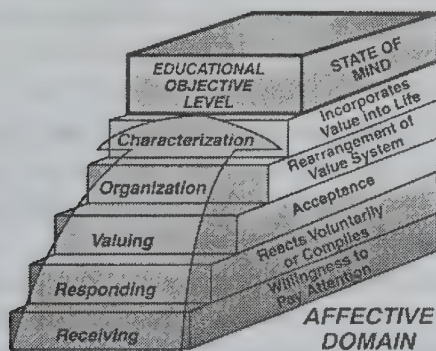 EDUCATIONAL
OBJECTIVE
LEVEL
STATE OF
MIND
Characterization
Incorporates
Value into Life
Organization
Rearrangement of
Value System
Valuing
Acceptance
Responding
Reacts Voluntarily
or Compiles
Receiving
Willingness to
Pay Attention
AFFECTIVE
DOMAIN